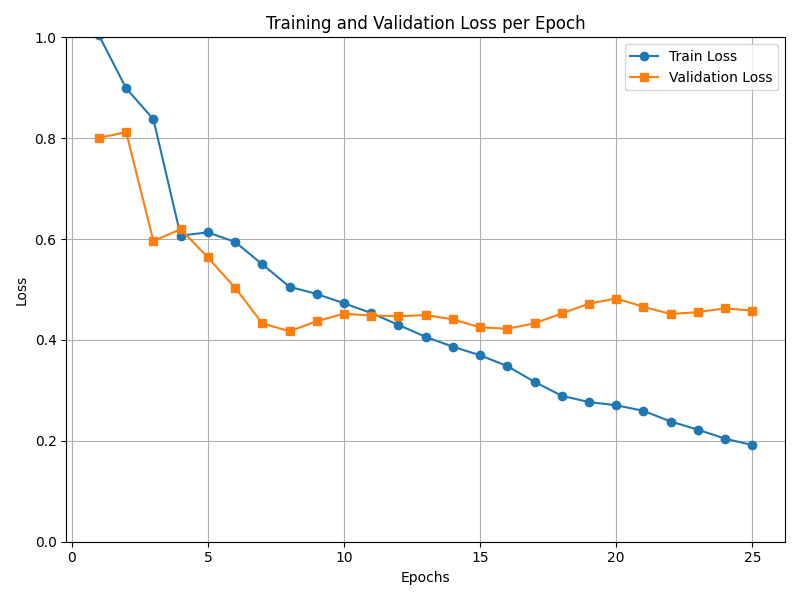 Training and Validation Loss per Epoch
Train Loss
Validation Loss
1.0
0.8
0.6
0.4
0.2
0.0
Loss
0 5 10 15 20 25
Epochs